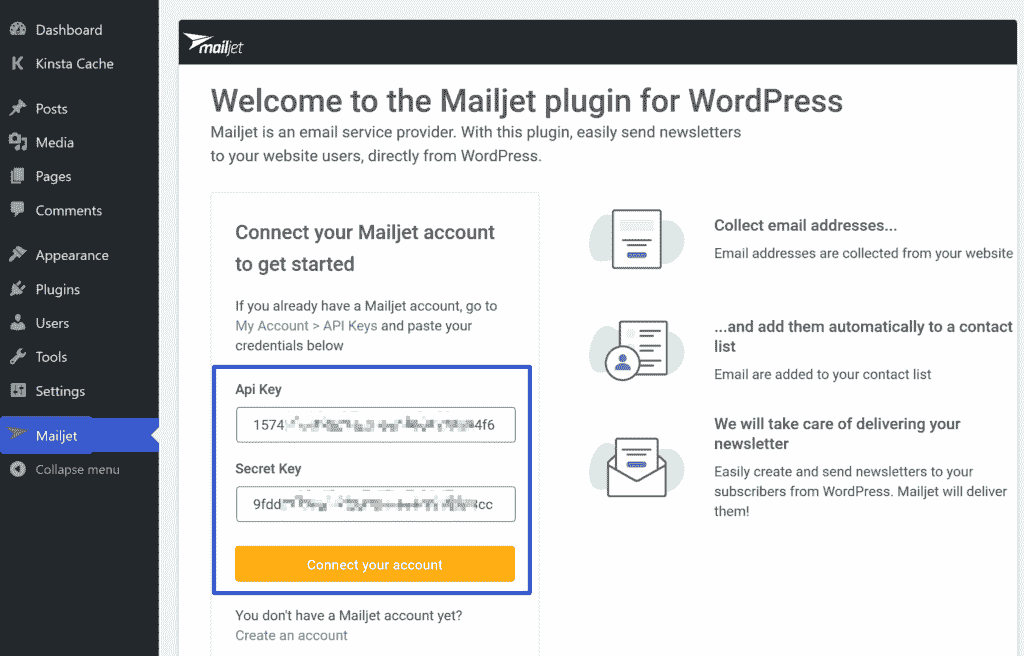 Dashboard
Kinsta Cache
Posts
Media
Pages
Comments
Appearance
Plugins
Users
Tools
Settings
Mailjet
Collapse menu
mailjet
Welcome to the Mailjet plugin for WordPress
Mailjet is an email service provider. With this plugin, easily send newsletters
to your website users, directly from WordPress.
Connect your Mailjet account
to get started
If you already have a Mailjet account, go to
My Account > API Keys and paste your
credentials below
Api Key
1574 4f6
Secret Key
9fdd cc
Connect your account
You don't have a Mailjet account yet?
Create an account
Collect email addresses...
Email addresses are collected from your website
...and add them automatically to a contact
list
Email are added to your contact list
We will take care of delivering your
newsletter
Easily create and send newsletters to your
subscribers from WordPress. Mailjet will deliver
them!